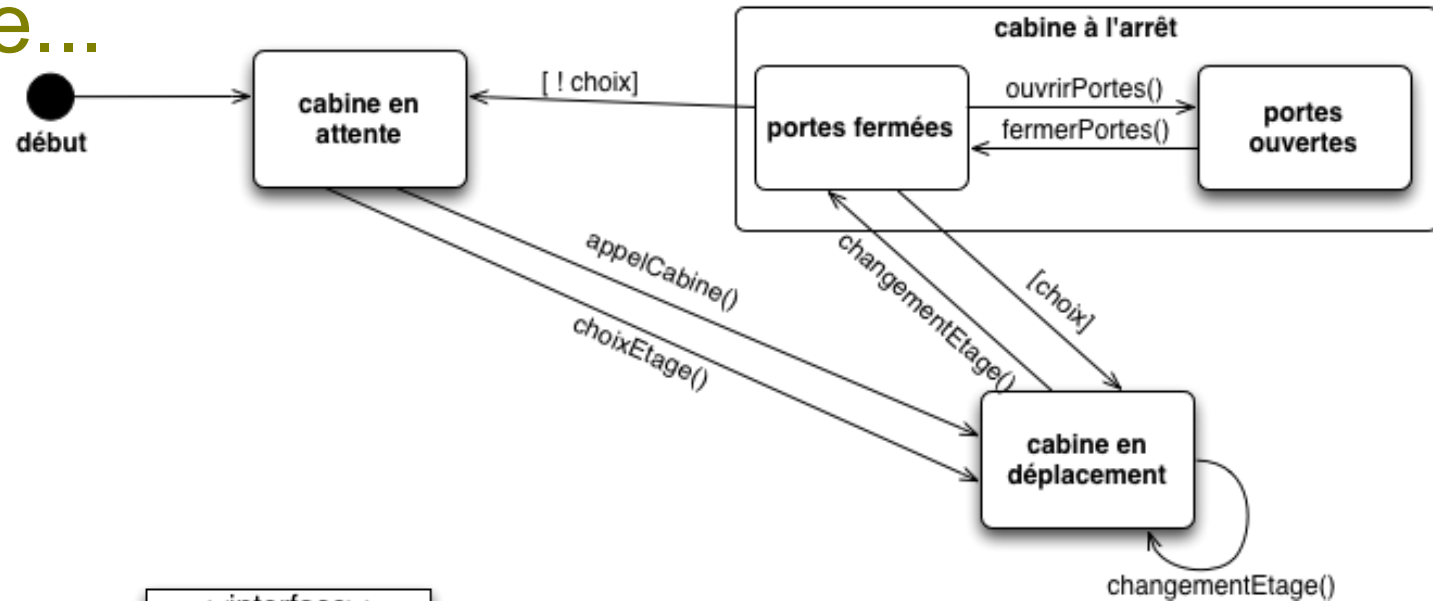 e...
début
cabine en
attente
[ ! choix]
cabine à l'arrêt
portes fermées
ouvrirPortes()
fermerPortes()
portes
ouvertes
appelCabine()
choixEtage()
changementEtage()
[choix]
cabine en
déplacement
changementEtage()